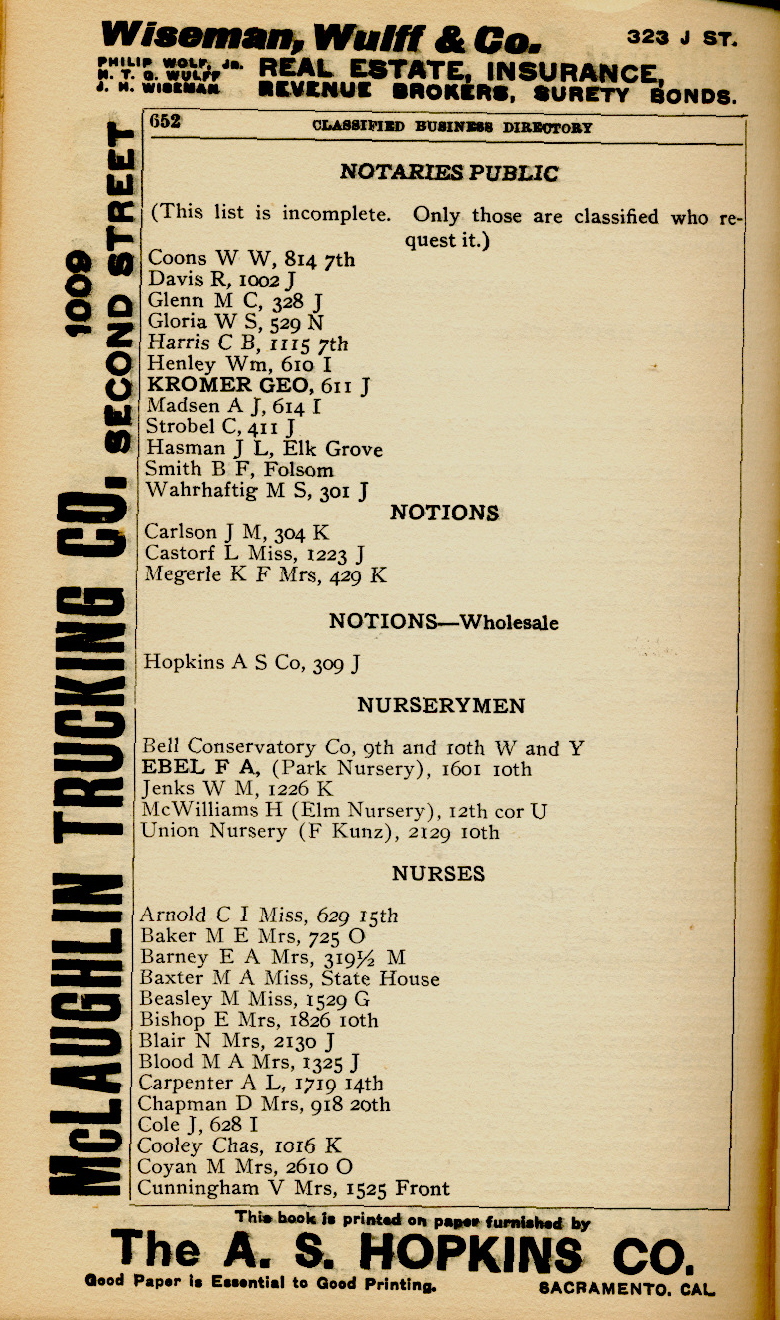 Wiseman, Wulff & Co. 323 J ST.
PHILIP WOLF, JR.
H. T. G. WULFF
J. H. WISEMAN
REAL ESTATE, INSURANCE,
REVENUE BROKERS, SURETY BONDS.
McLAUGHLIN TRUCKING CO. 1009 SECOND STREET
652 CLASSIFIED BUSINESS DIRECTORY
NOTARIES PUBLIC
(This list is incomplete. Only those are classified who re-
quest it.)
Coons W W, 814 7th
Davis R, 1002 J
Glenn M C, 328 J
Gloria W S, 529 N
Harris C B, 1115 7th
Henley Wm, 610 I
KROMER GEO, 611 J
Madsen A J, 614 I
Strobel C, 411 J
Hasman J L, Elk Grove
Smith B F, Folsom
Wahrhaftig M S, 301 J
NOTIONS
Carlson J M, 304 K
Castorf L Miss, 1223 J
Megerle K F Mrs, 429 K
NOTIONS—Wholesale
Hopkins A S Co, 309 J
NURSERYMEN
Bell Conservatory Co, 9th and 10th W and Y
EBEL F A, (Park Nursery), 1601 10th
Jenks W M, 1226 K
McWilliams H (Elm Nursery), 12th cor U
Union Nursery (F Kunz), 2129 10th
NURSES
Arnold C I Miss, 629 15th
Baker M E Mrs, 725 O
Barney E A Mrs, 319½ M
Baxter M A Miss, State House
Beasley M Miss, 1529 G
Bishop E Mrs, 1826 10th
Blair N Mrs, 2130 J
Blood M A Mrs, 1325 J
Carpenter A L, 1719 14th
Chapman D Mrs, 918 20th
Cole J, 628 I
Cooley Chas, 1016 K
Coyan M Mrs, 2610 O
Cunningham V Mrs, 1525 Front
This book is printed on paper furnished by
The A. S. HOPKINS CO.
Good Paper is Essential to Good Printing. SACRAMENTO. CAL